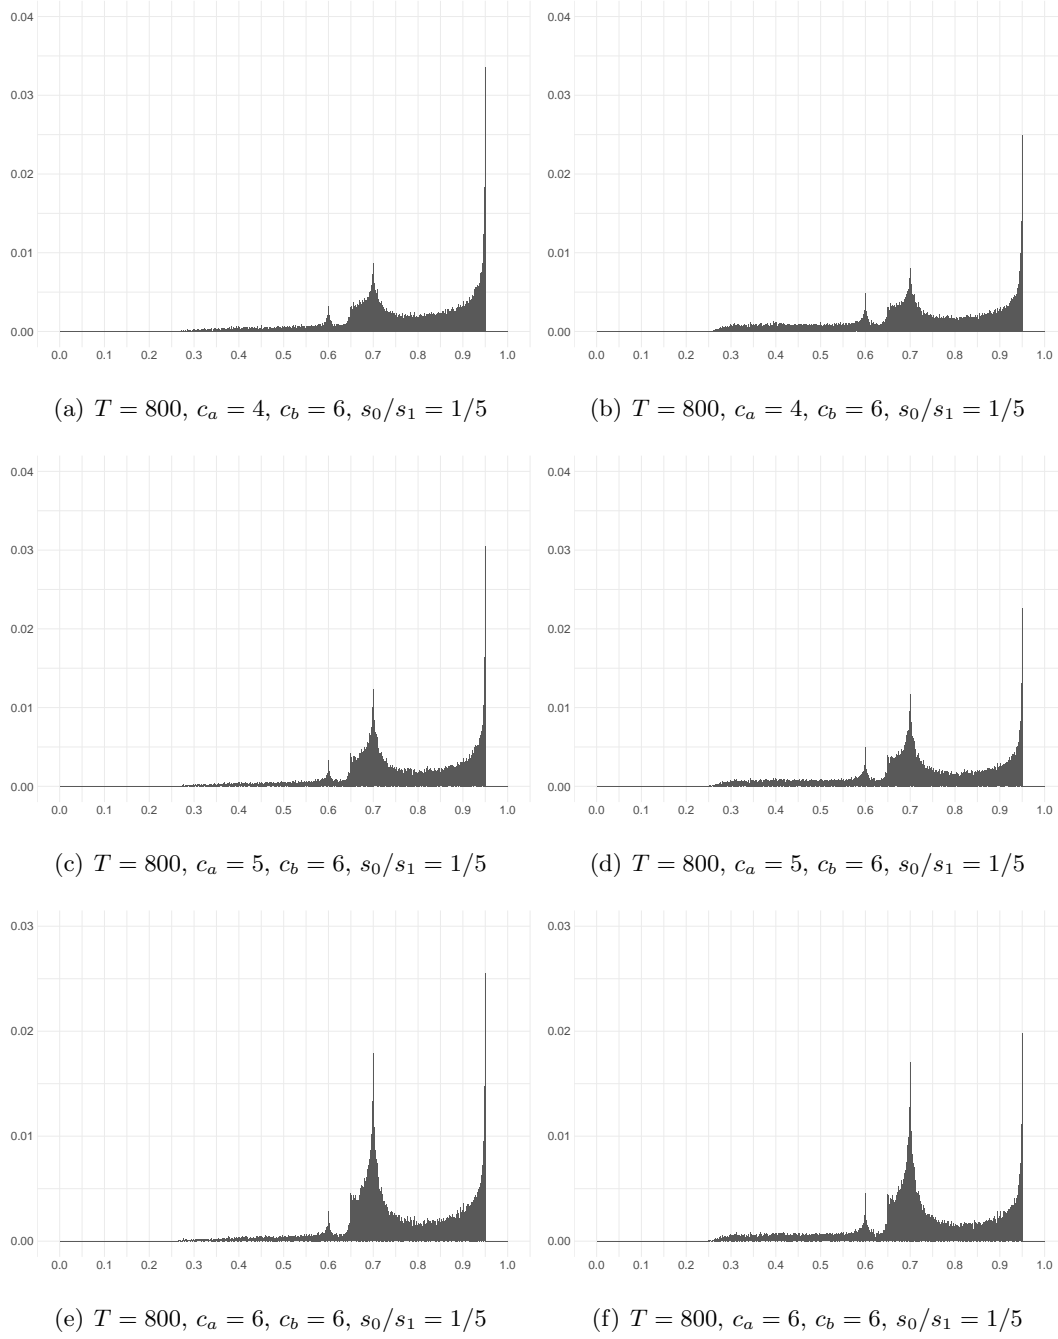 0.04 0.04
0.03 0.03
0.02 0.02
0.01 0.01
0.00 0.00
0.0 0.1 0.2 0.3 0.4 0.5 0.6 0.7 0.8 0.9 1.0 0.0 0.1 0.2 0.3 0.4 0.5 0.6 0.7 0.8 0.9 1.0
(a) T = 800, c_a = 4, c_b = 6, s_0/s_1 = 1/5 (b) T = 800, c_a = 4, c_b = 6, s_0/s_1 = 1/5
0.04 0.04
0.03 0.03
0.02 0.02
0.01 0.01
0.00 0.00
0.0 0.1 0.2 0.3 0.4 0.5 0.6 0.7 0.8 0.9 1.0 0.0 0.1 0.2 0.3 0.4 0.5 0.6 0.7 0.8 0.9 1.0
(c) T = 800, c_a = 5, c_b = 6, s_0/s_1 = 1/5 (d) T = 800, c_a = 5, c_b = 6, s_0/s_1 = 1/5
0.03 0.03
0.02 0.02
0.01 0.01
0.00 0.00
0.0 0.1 0.2 0.3 0.4 0.5 0.6 0.7 0.8 0.9 1.0 0.0 0.1 0.2 0.3 0.4 0.5 0.6 0.7 0.8 0.9 1.0
(e) T = 800, c_a = 6, c_b = 6, s_0/s_1 = 1/5 (f) T = 800, c_a = 6, c_b = 6, s_0/s_1 = 1/5